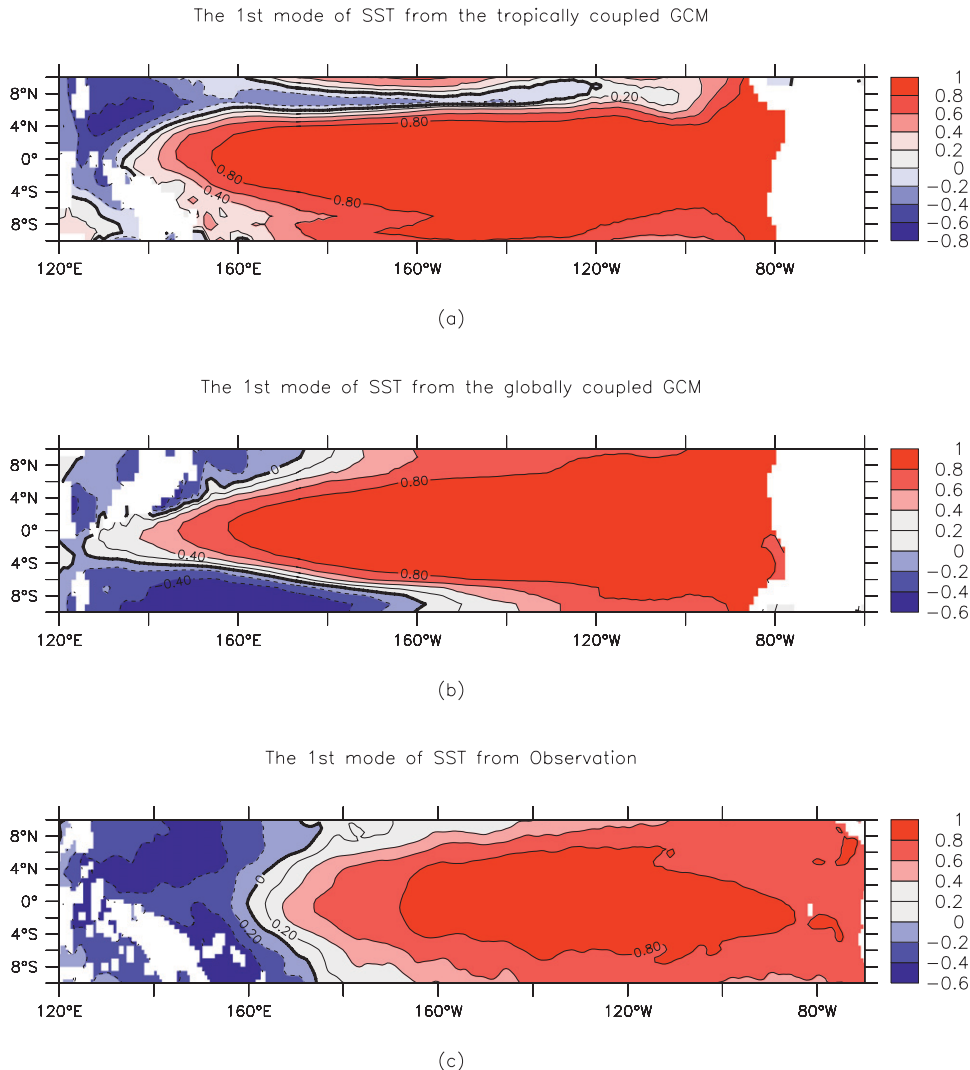 The 1st mode of SST from the tropically coupled GCM
8°N
4°N
0°
4°S
8°S
120°E 160°E 160°W 120°W 80°W
0.20
0.80
0.80
0.40
0.80
1
0.8
0.6
0.4
0.2
0
−0.2
−0.4
−0.6
−0.8
(a)
The 1st mode of SST from the globally coupled GCM
8°N
4°N
0°
4°S
8°S
120°E 160°E 160°W 120°W 80°W
0
0.80
0.40
0.80
0.40
1
0.8
0.6
0.4
0.2
0
−0.2
−0.4
−0.6
(b)
The 1st mode of SST from Observation
8°N
4°N
0°
4°S
8°S
120°E 160°E 160°W 120°W 80°W
0
0.20
0.20
0.80
1
0.8
0.6
0.4
0.2
0
−0.2
−0.4
−0.6
(c)